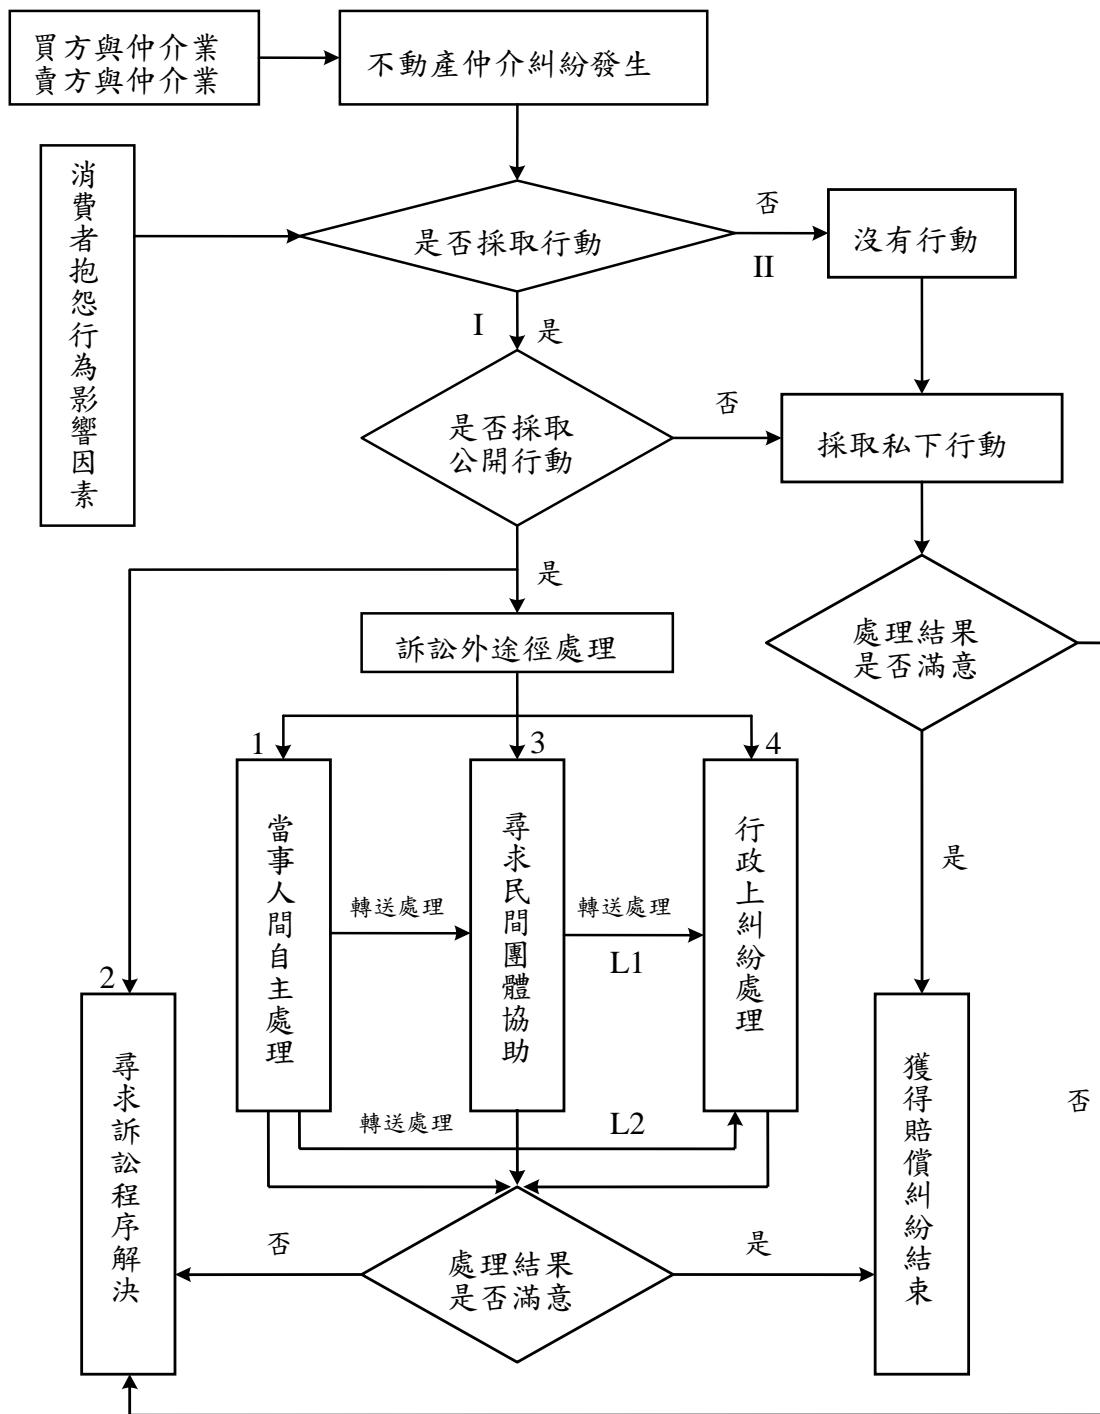 買方與仲介業
賣方與仲介業
不動產仲介糾紛發生
消費者抱怨行為影響因素
是否採取行動
否
II
沒有行動
I
是
是否採取
公開行動
否
採取私下行動
是
訴訟外途徑處理
處理結果
是否滿意
1
3
4
當事人間自主處理
轉送處理
尋求民間團體協助
轉送處理
L1
行政上糾紛處理
是
2
尋求訴訟程序解決
轉送處理
L2
獲得賠償糾紛結束
否
否
處理結果
是否滿意
是